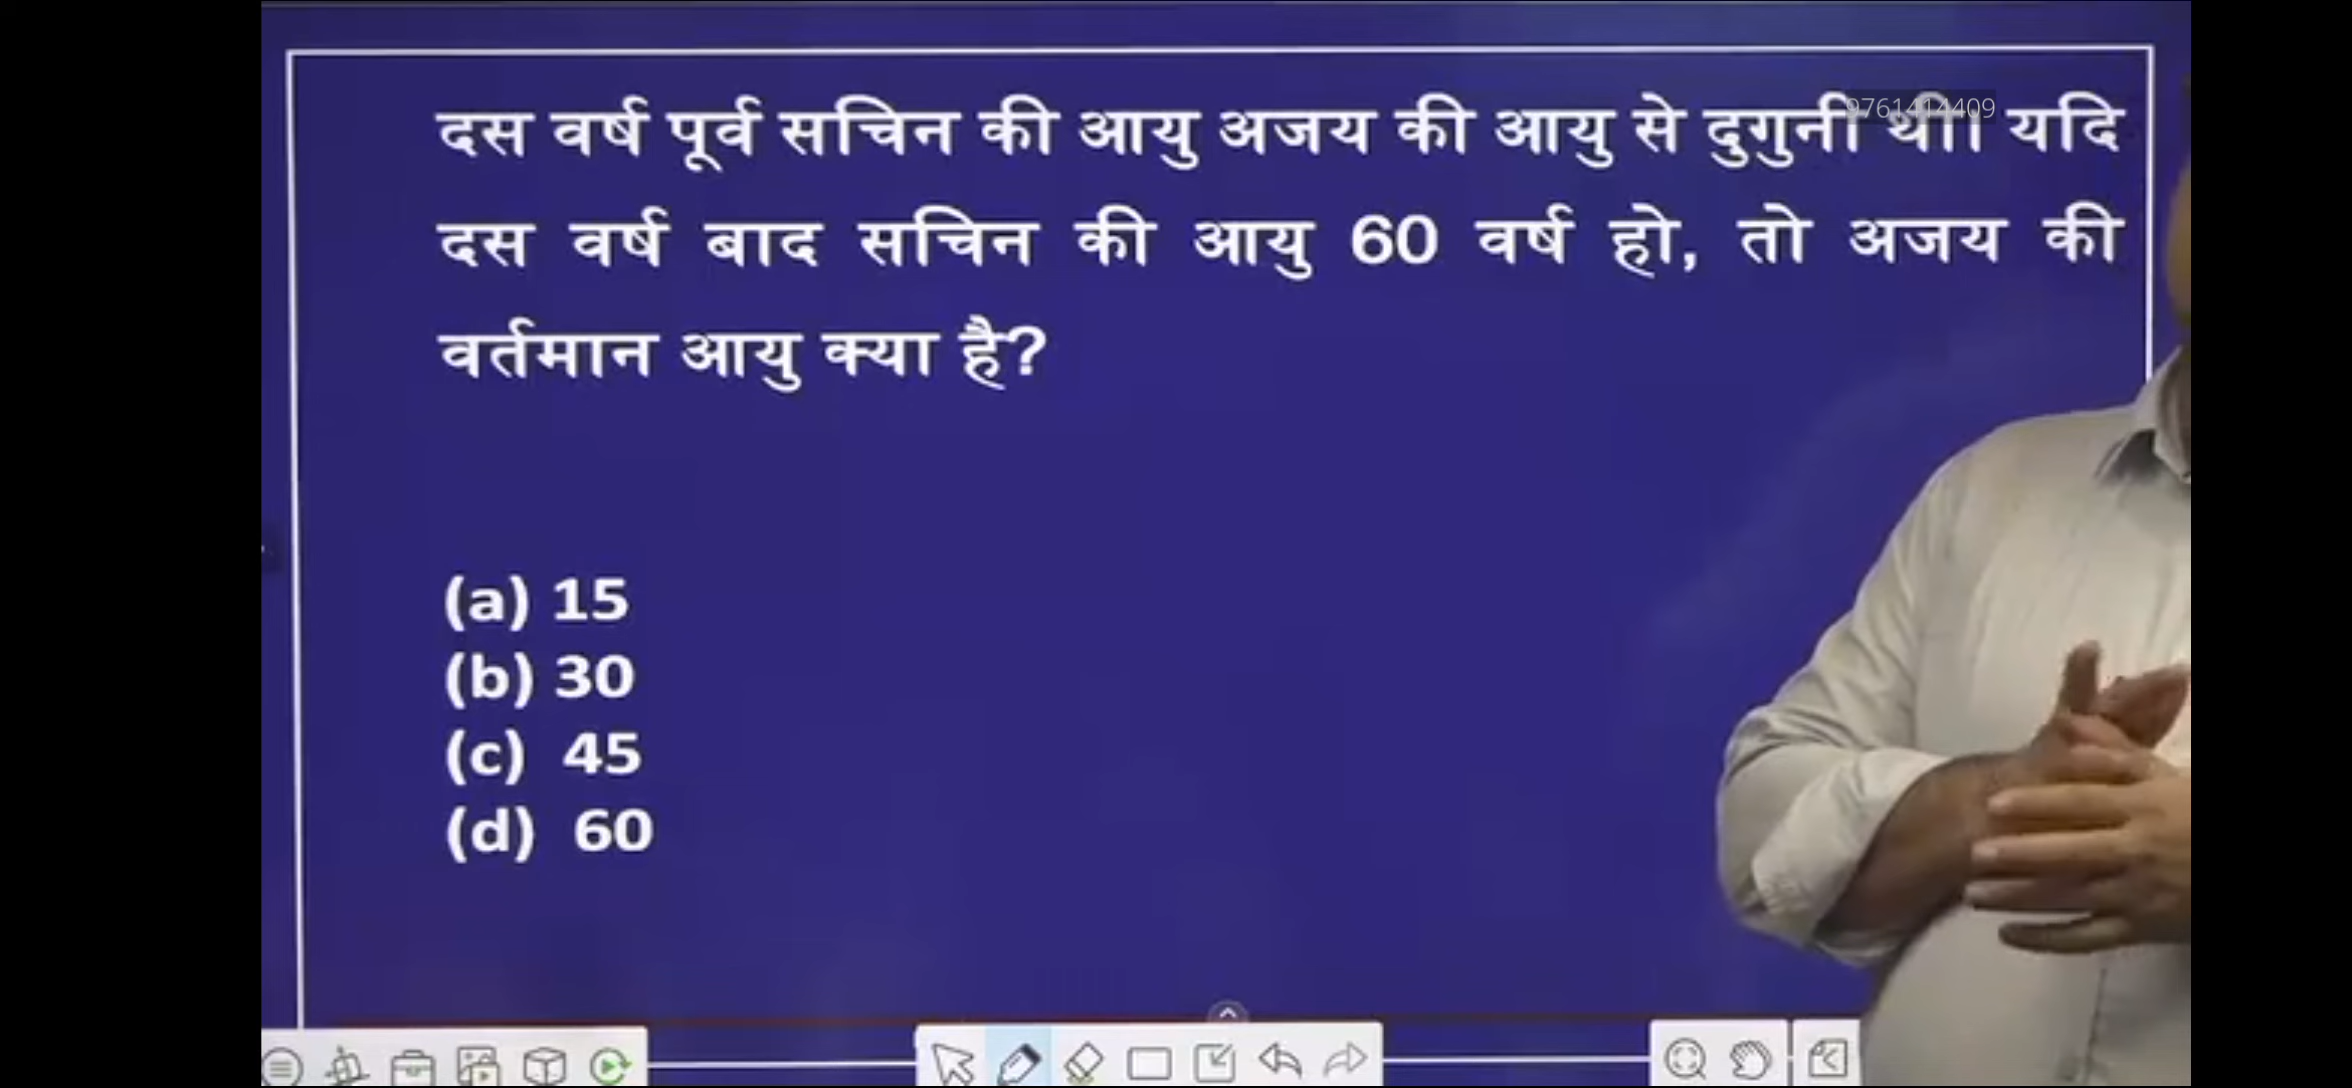 दस वर्ष पूर्व सचिन की आयु अजय की आयु से दुगुनी थी। यदि
9761414409
दस वर्ष बाद सचिन की आयु 60 वर्ष हो, तो अजय की
वर्तमान आयु क्या है?
(a) 15
(b) 30
(c) 45
(d) 60